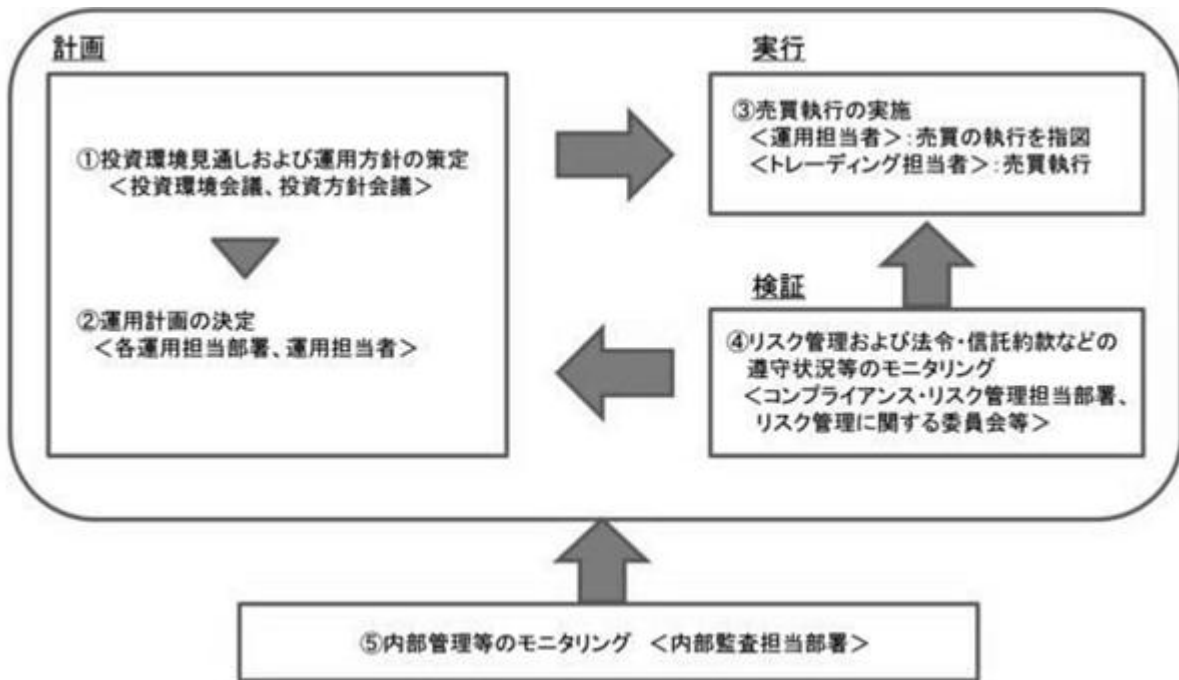 計画
①投資環境見通しおよび運用方針の策定
＜投資環境会議、投資方針会議＞
②運用計画の決定
＜各運用担当部署、運用担当者＞
実行
③売買執行の実施
＜運用担当者＞：売買の執行を指図
＜トレーディング担当者＞：売買執行
検証
④リスク管理および法令・信託約款などの
遵守状況等のモニタリング
＜コンプライアンス・リスク管理担当部署、
リスク管理に関する委員会等＞
⑤内部管理等のモニタリング　＜内部監査担当部署＞